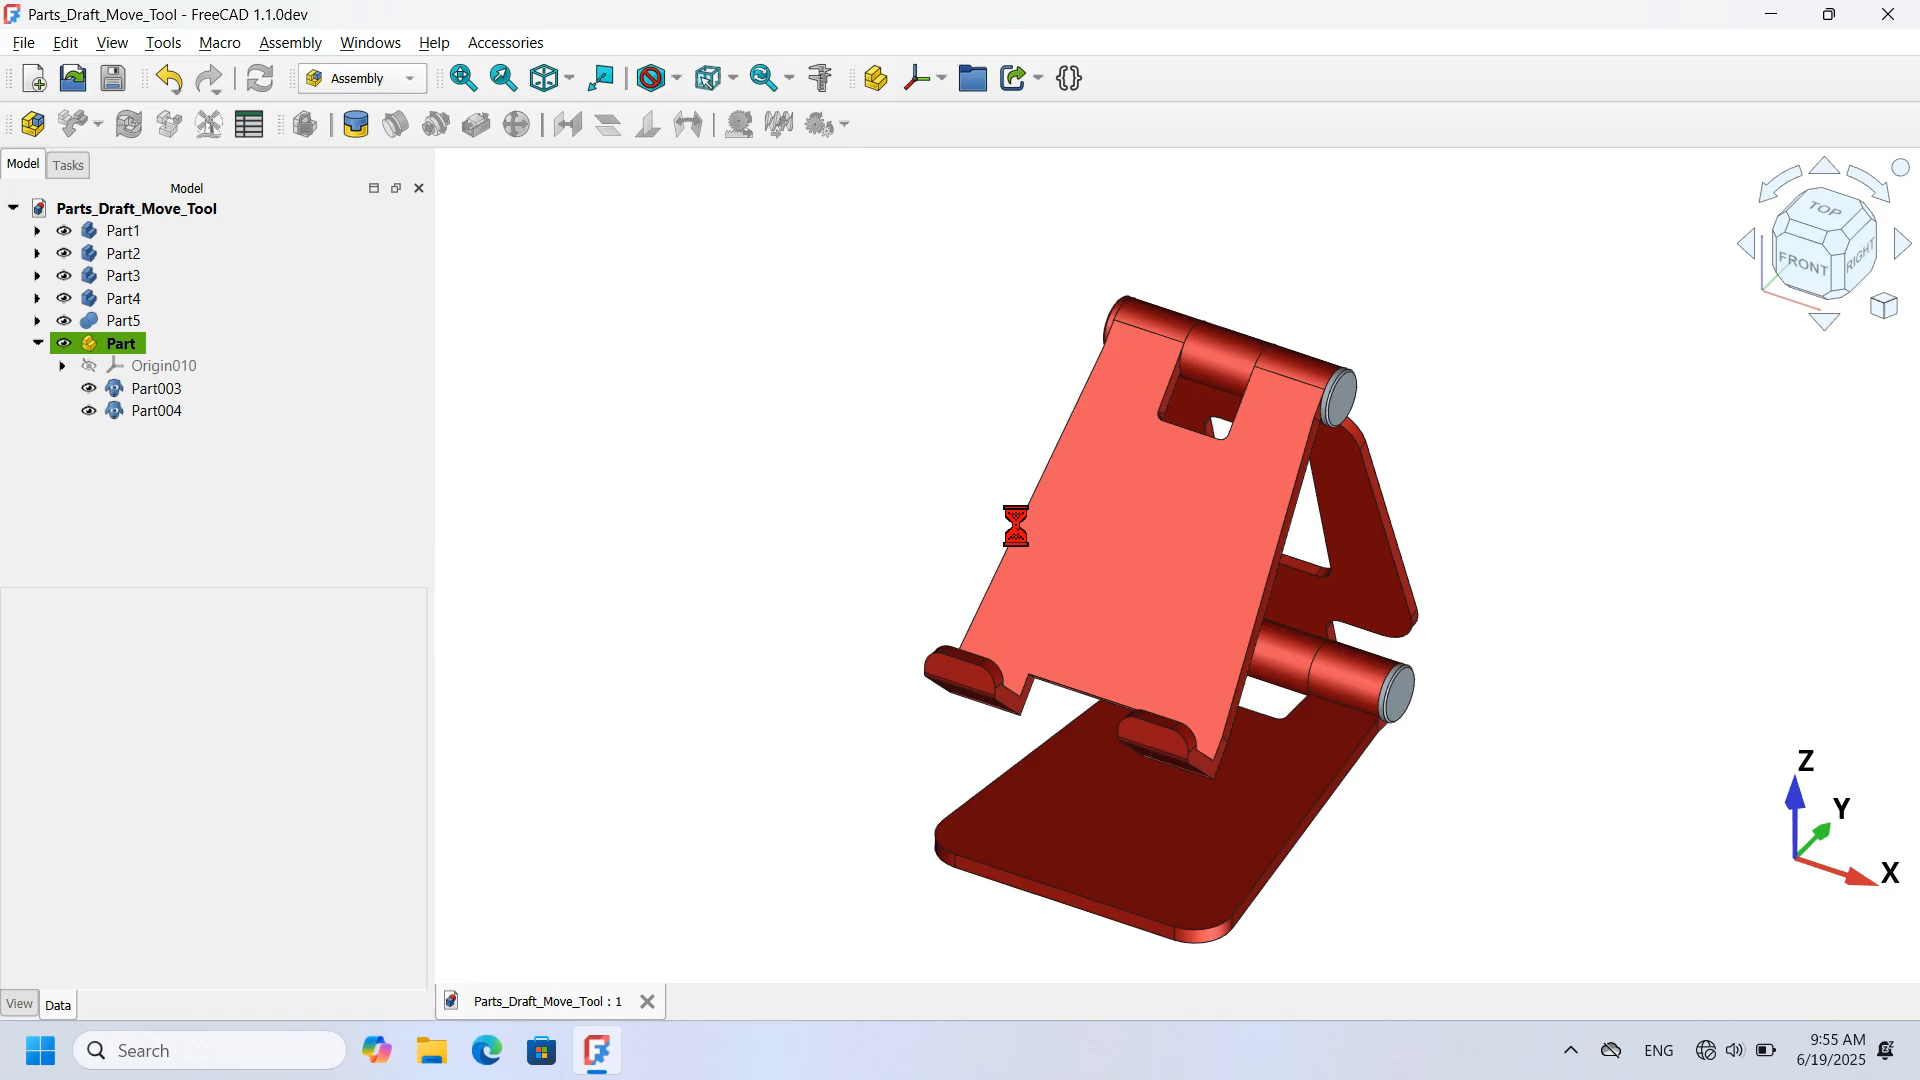 Parts_Draft_Move_Tool - FreeCAD 1.1.0dev
File Edit View Tools Macro Assembly Windows Help Accessories
Assembly
Model Tasks
Model
Parts_Draft_Move_Tool
Part1
Part2
Part3
Part4
Part5
Part
Origin010
Part003
Part004
TOP
FRONT
RIGHT
Z
Y
X
View Data
Parts_Draft_Move_Tool : 1
Search
ENG
9:55 AM
6/19/2025